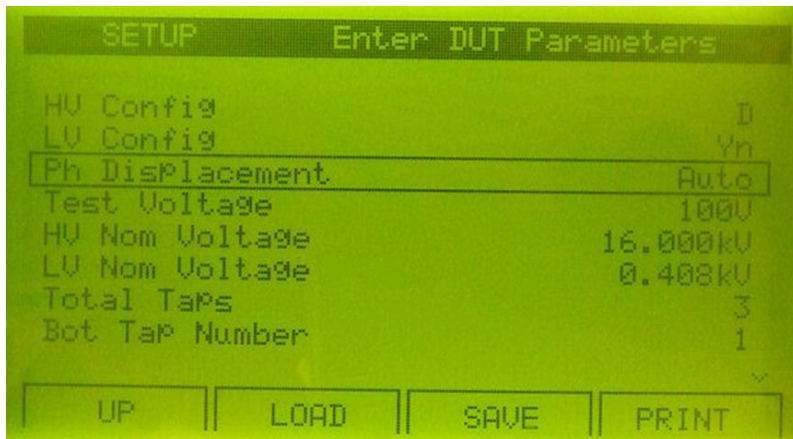 SETUP Enter DUT Parameters
HV Config D
LV Config Yn
Ph Displacement Auto
Test Voltage 100V
HV Nom Voltage 16.000kV
LV Nom Voltage 0.408kV
Total Taps 3
Bot Tap Number 1
UP LOAD SAVE PRINT